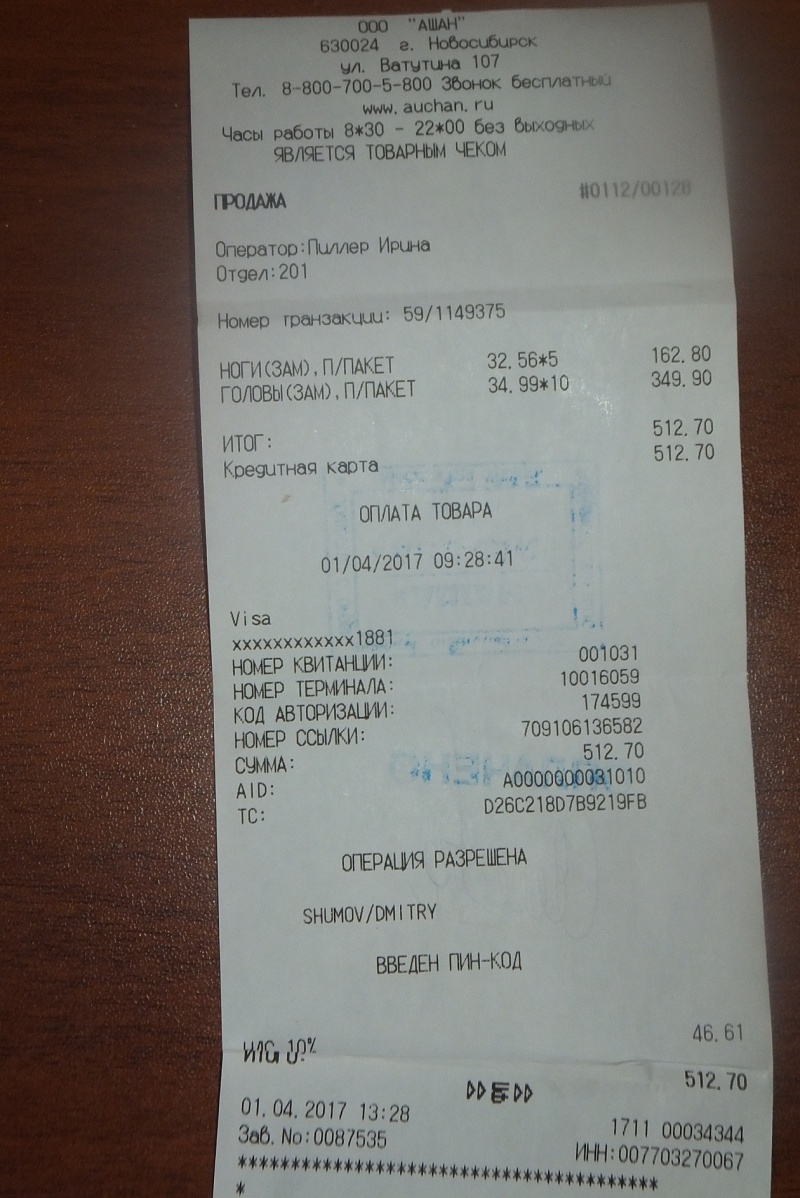 ООО "АШАН"
630024 г. Новосибирск
ул. Ватутина 107
Тел. 8-800-700-5-800 Звонок бесплатный
www.auchan.ru
Часы работы 8*30 - 22*00 без выходных
ЯВЛЯЕТСЯ ТОВАРНЫМ ЧЕКОМ
ПРОДАЖА #0112/00128
Оператор:Пиллер Ирина
Отдел:201
Номер транзакции: 59/1149375
НОГИ(ЗАМ),П/ПАКЕТ 32.56*5 162.80
ГОЛОВЫ(ЗАМ),П/ПАКЕТ 34.99*10 349.90
ИТОГ: 512.70
Кредитная карта 512.70
ОПЛАТА ТОВАРА
01/04/2017 09:28:41
Visa
xxxxxxxxxxxx1881
НОМЕР КВИТАНЦИИ: 001031
НОМЕР ТЕРМИНАЛА: 10016059
КОД АВТОРИЗАЦИИ: 174599
НОМЕР ССЫЛКИ: 709106136582
СУММА: 512.70
AID: A0000000031010
TC: D26C218D7B9219FB
ОПЕРАЦИЯ РАЗРЕШЕНА
SHUMOV/DMITRY
ВВЕДЕН ПИН-КОД
10% 46.61
512.70
01.04.2017 13:28 1711 00034344
Зав. No:0087535 ИНН:007703270067
****************************************
*